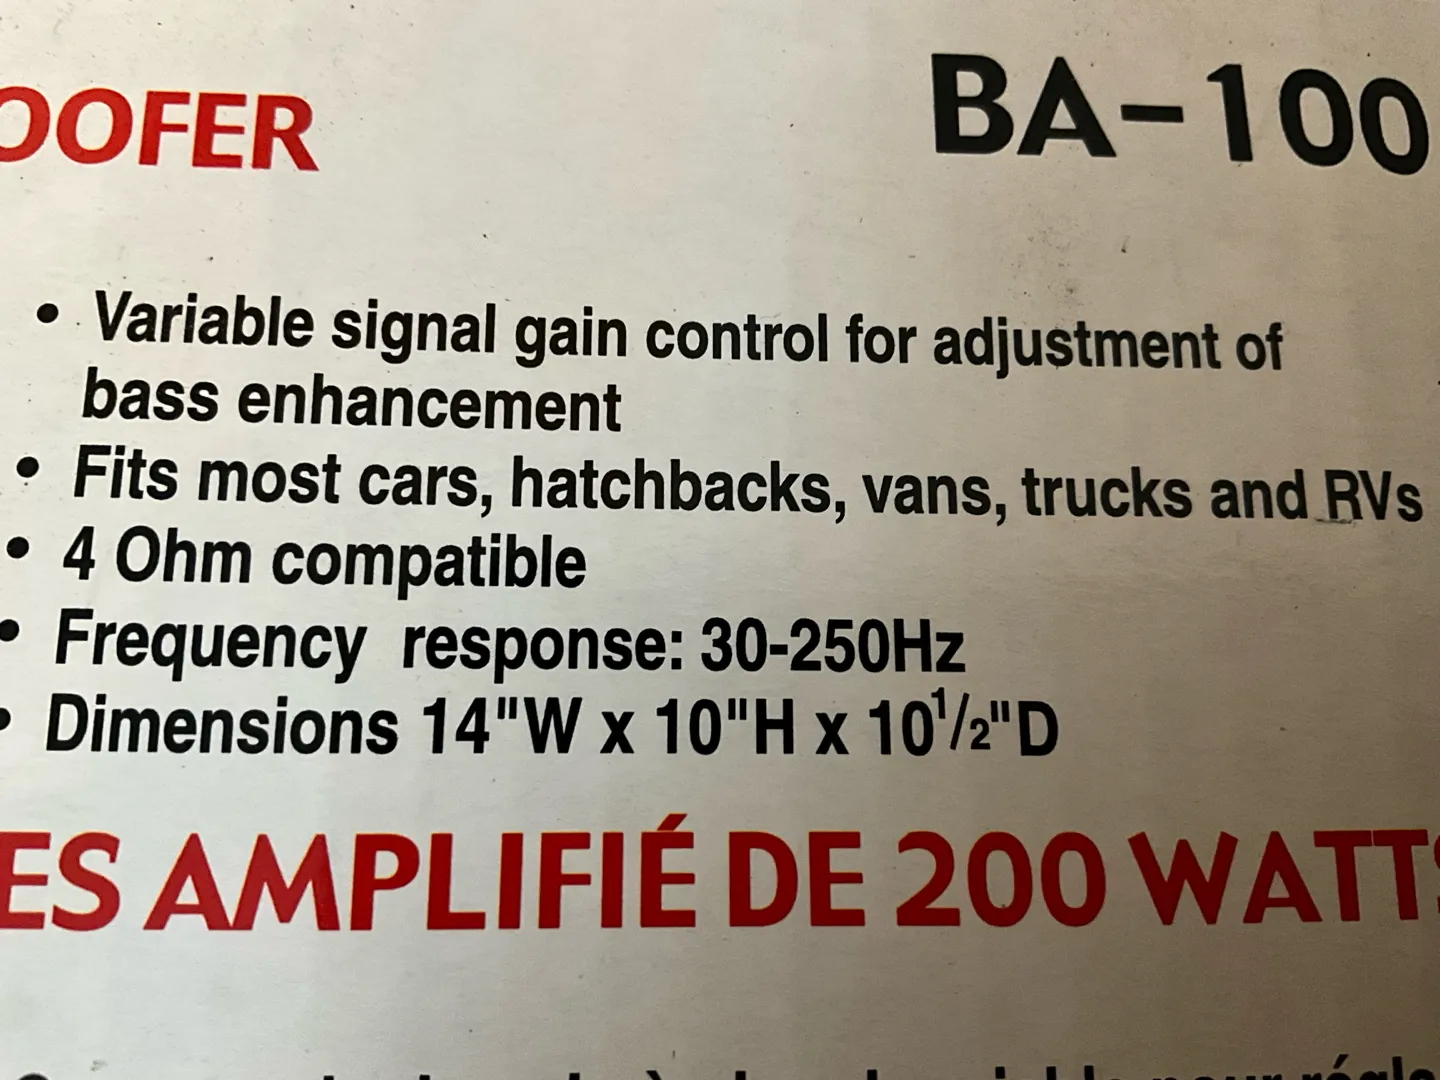 OOFER
BA-100
• Variable signal gain control for adjustment of
bass enhancement
• Fits most cars, hatchbacks, vans, trucks and RVs
• 4 Ohm compatible
• Frequency response: 30-250Hz
• Dimensions 14"W x 10"H x 10 1/2"D
ES AMPLIFIÉ DE 200 WATTS